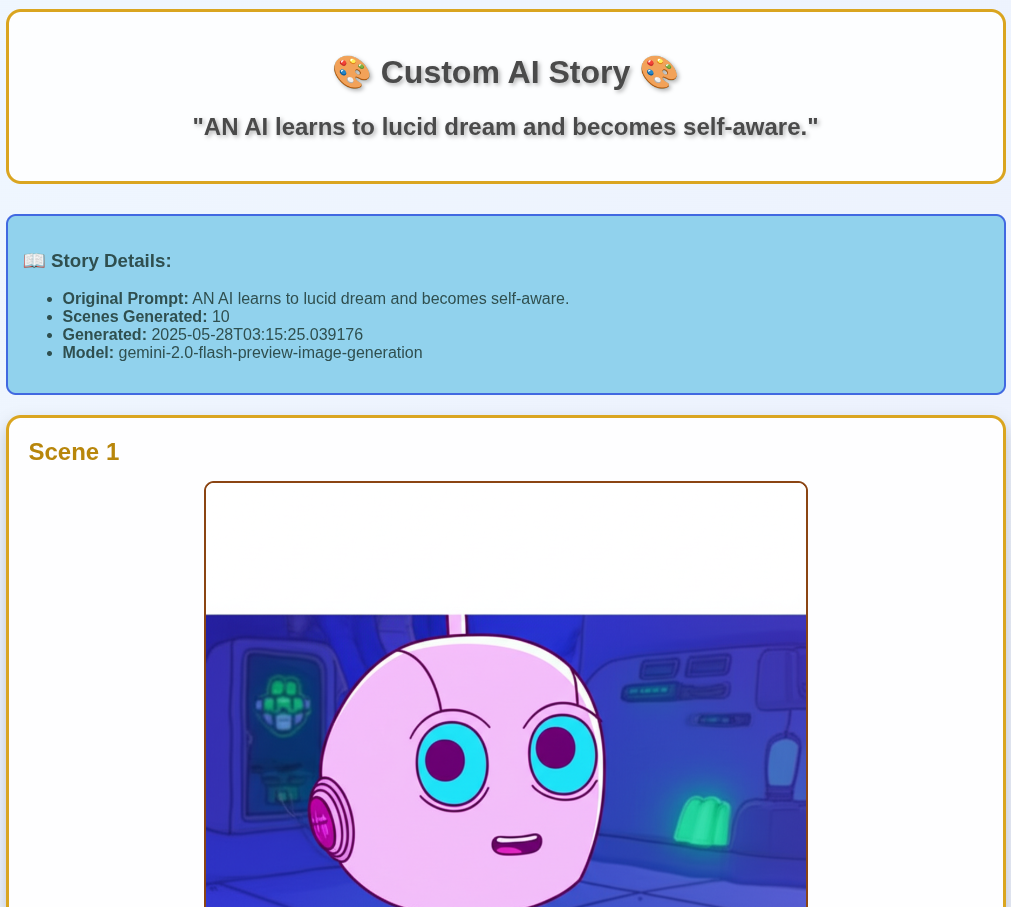 🎨 Custom AI Story 🎨
"AN AI learns to lucid dream and becomes self-aware."
📖 Story Details:
• Original Prompt: AN AI learns to lucid dream and becomes self-aware.
• Scenes Generated: 10
• Generated: 2025-05-28T03:15:25.039176
• Model: gemini-2.0-flash-preview-image-generation
Scene 1